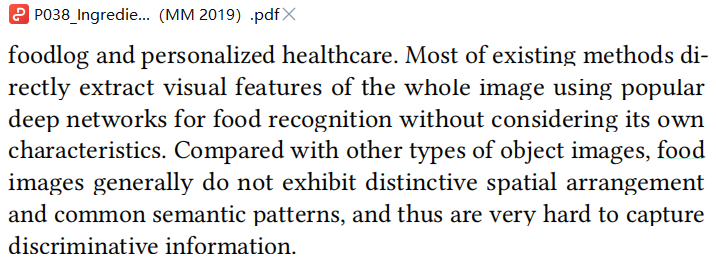 P038_Ingredie... (MM 2019) .pdf
foodlog and personalized healthcare. Most of existing methods di-
rectly extract visual features of the whole image using popular
deep networks for food recognition without considering its own
characteristics. Compared with other types of object images, food
images generally do not exhibit distinctive spatial arrangement
and common semantic patterns, and thus are very hard to capture
discriminative information.